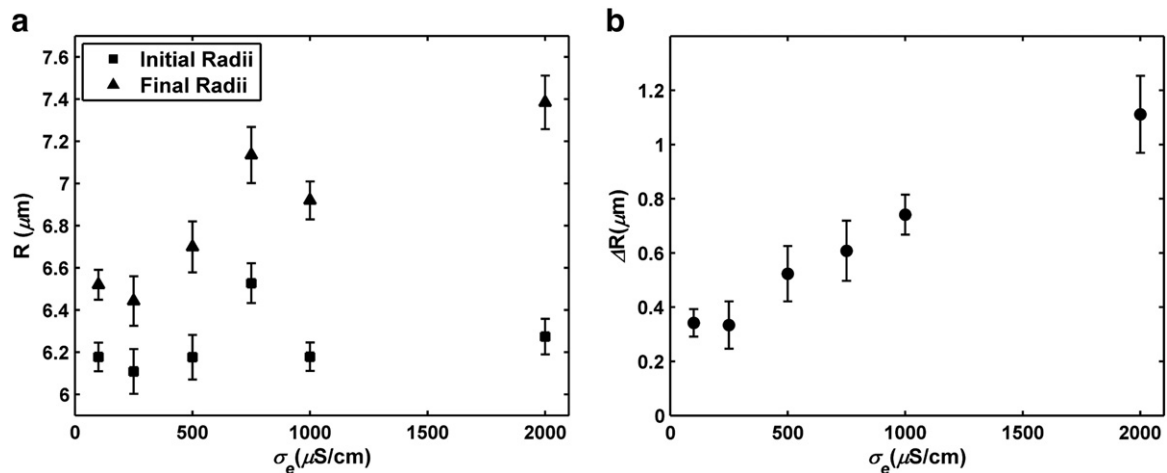 a
7.6
7.4
7.2
7
6.8
6.6
6.4
6.2
6
R (μm)
Initial Radii
Final Radii
0 500 1000 1500 2000
σe(μS/cm)
b
1.2
1
0.8
0.6
0.4
0.2
0
ΔR(μm)
0 500 1000 1500 2000
σe(μS/cm)